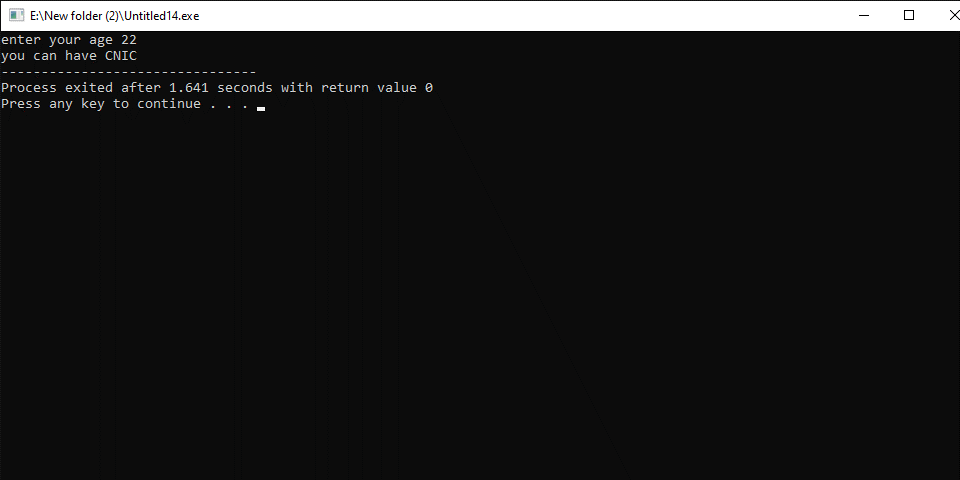 E:\New folder (2)\Untitled14.exe
enter your age 22
you can have CNIC
--------------------------------
Process exited after 1.641 seconds with return value 0
Press any key to continue . . .